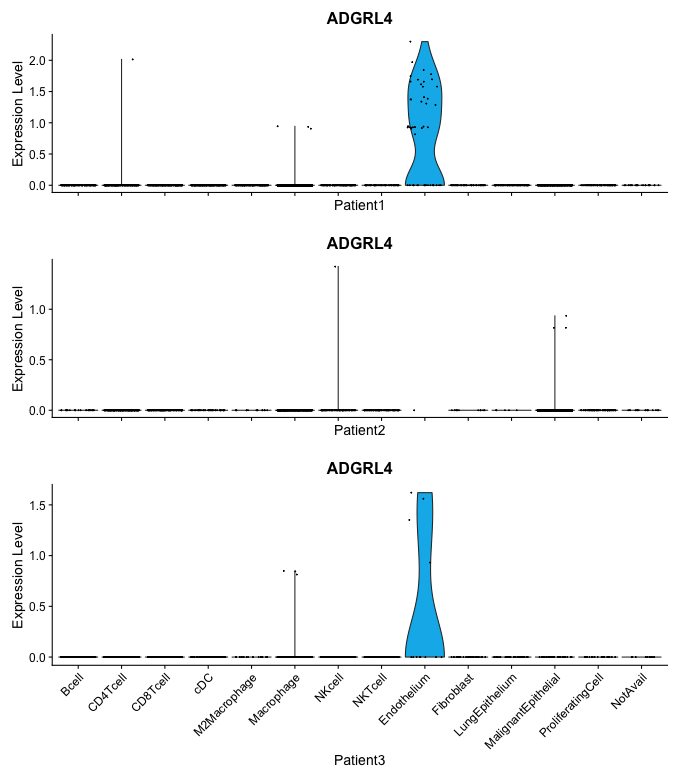 ADGRL4
Expression Level
2.0
1.5
1.0
0.5
0.0
Patient1
ADGRL4
Expression Level
1.0
0.5
0.0
Patient2
ADGRL4
Expression Level
1.5
1.0
0.5
0.0
Bcell
CD4Tcell
CD8Tcell
cDC
M2Macrophage
Macrophage
NKcell
NKTcell
Endothelium
Fibroblast
LungEpithelium
MalignantEpithelial
ProliferatingCell
NotAvail
Patient3